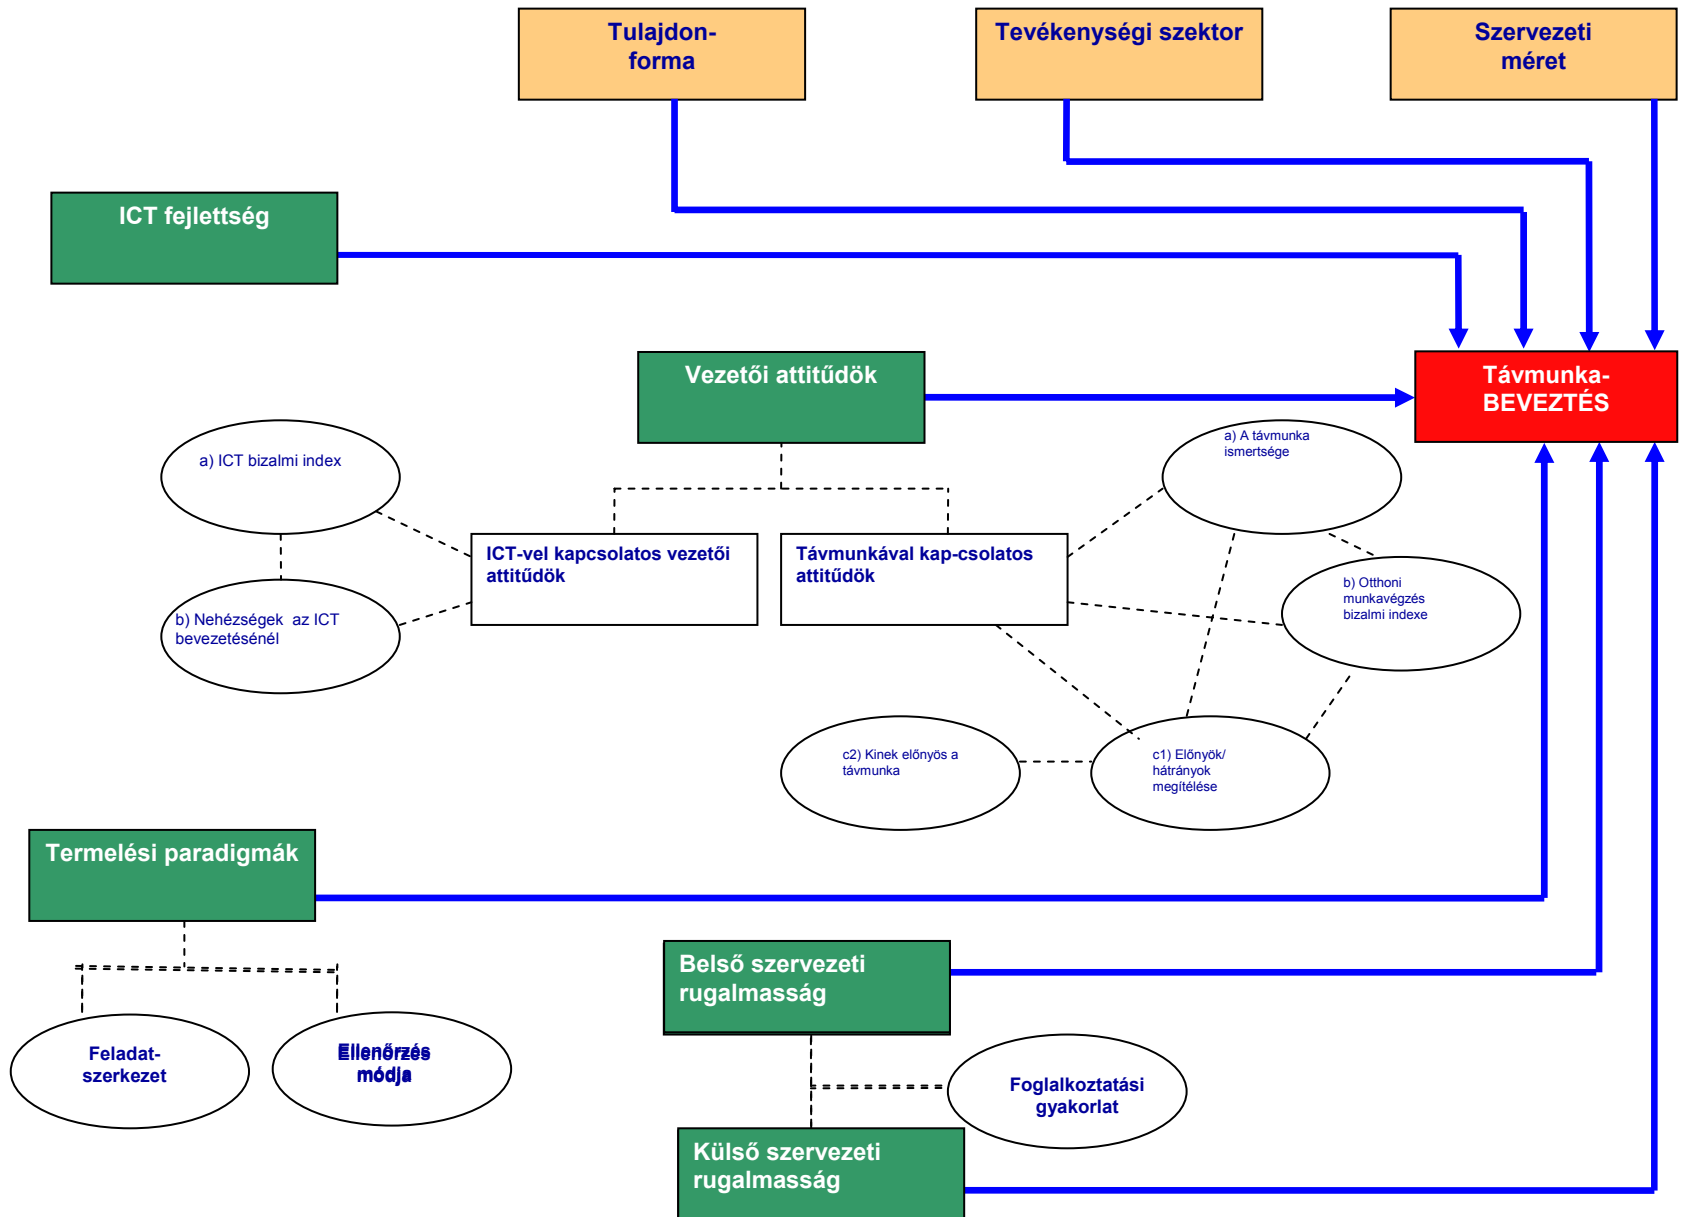 Tulajdon-
forma
Tevékenységi szektor
Szervezeti
méret
ICT fejlettség
Vezetői attitűdök
Távmunka-
BEVEZTÉS
a) ICT bizalmi index
a) A távmunka
ismertsége
ICT-vel kapcsolatos vezetői
attitűdök
Távmunkával kap-csolatos
attitűdök
b) Otthoni
munkavégzés
bizalmi indexe
b) Nehézségek az ICT
bevezetésénél
c2) Kinek előnyös a
távmunka
c1) Előnyök/
hátrányok
megítélése
Termelési paradigmák
Belső szervezeti
rugalmasság
Feladat-
szerkezet
Ellenőrzés
módja
Foglalkoztatási
gyakorlat
Külső szervezeti
rugalmasság